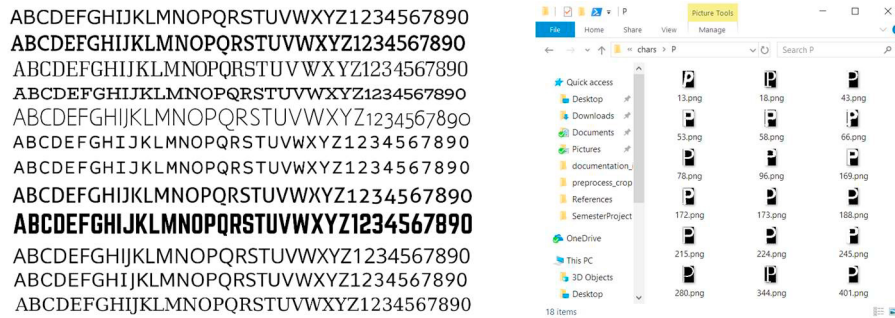 ABCDEFGHIJKLMNOPQRSTUVWXYZ1234567890
ABCDEFGHIJKLMNOPQRSTUVWXYZ1234567890
ABCDEFGHIJKLMNOPQRSTUVWXYZ1234567890
ABCDEFGHIJKLMNOPQRSTUVWXYZ1234567890
ABCDEFGHIJKLMNOPQRSTUVWXYZ1234567890
ABCDEFGHIJKLMNOPQRSTUVWXYZ1234567890
ABCDEFGHIJKLMNOPQRSTUVWXYZ1234567890
ABCDEFGHIJKLMNOPQRSTUVWXYZ1234567890
ABCDEFGHIJKLMNOPQRSTUVWXYZ1234567890
ABCDEFGHIJKLMNOPQRSTUVWXYZ1234567890
ABCDEFGHIJKLMNOPQRSTUVWXYZ1234567890
ABCDEFGHIJKLMNOPQRSTUVWXYZ1234567890
P Picture Tools
File Home Share View Manage
« chars > P Search P
Quick access
Desktop
Downloads
Documents
Pictures
documentation_i
preprocess_crop
References
SemesterProject
OneDrive
This PC
3D Objects
Desktop
P P P
13.png 18.png 43.png
P P P
53.png 58.png 66.png
P P P
78.png 96.png 169.png
P P P
172.png 173.png 188.png
P P P
215.png 224.png 245.png
P P P
280.png 344.png 401.png
18 items